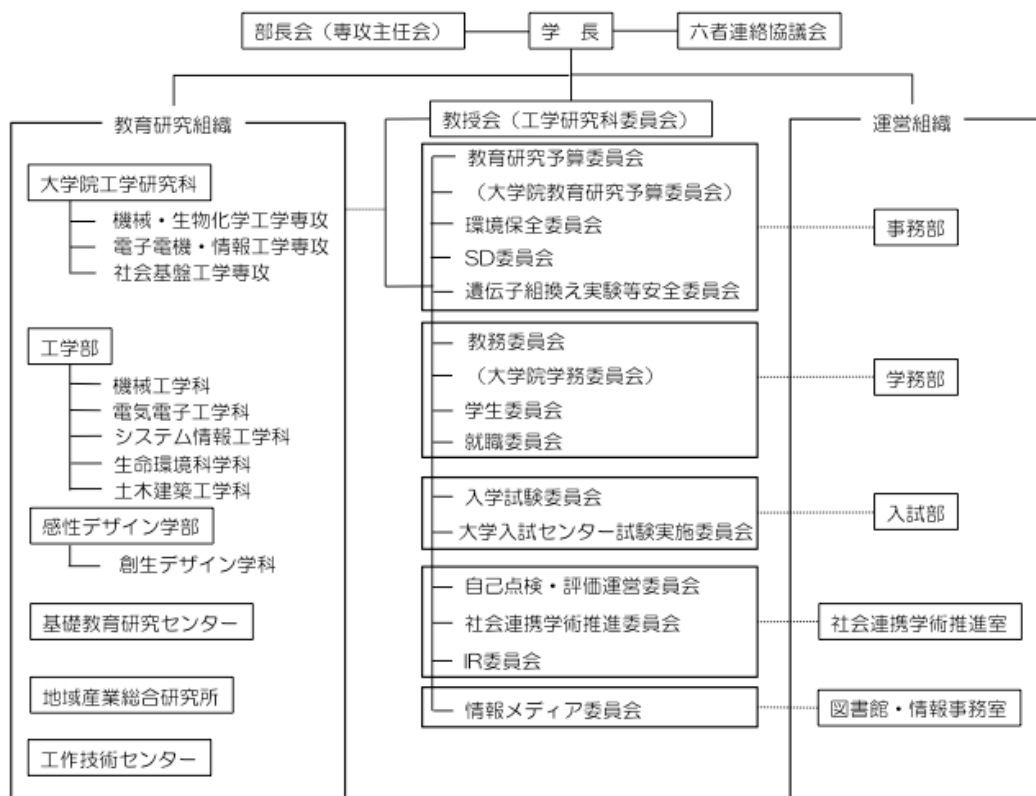 部長会（専攻主任会）
学　長
六者連絡協議会
教育研究組織
大学院工学研究科
機械・生物化学工学専攻
電子電機・情報工学専攻
社会基盤工学専攻
工学部
機械工学科
電気電子工学科
システム情報工学科
生命環境科学科
土木建築工学科
感性デザイン学部
創生デザイン学科
基礎教育研究センター
地域産業総合研究所
工作技術センター
教授会（工学研究科委員会）
教育研究予算委員会
（大学院教育研究予算委員会）
環境保全委員会
SD委員会
遺伝子組換え実験等安全委員会
教務委員会
（大学院学務委員会）
学生委員会
就職委員会
入学試験委員会
大学入試センター試験実施委員会
自己点検・評価運営委員会
社会連携学術推進委員会
IR委員会
情報メディア委員会
運営組織
事務部
学務部
入試部
社会連携学術推進室
図書館・情報事務室